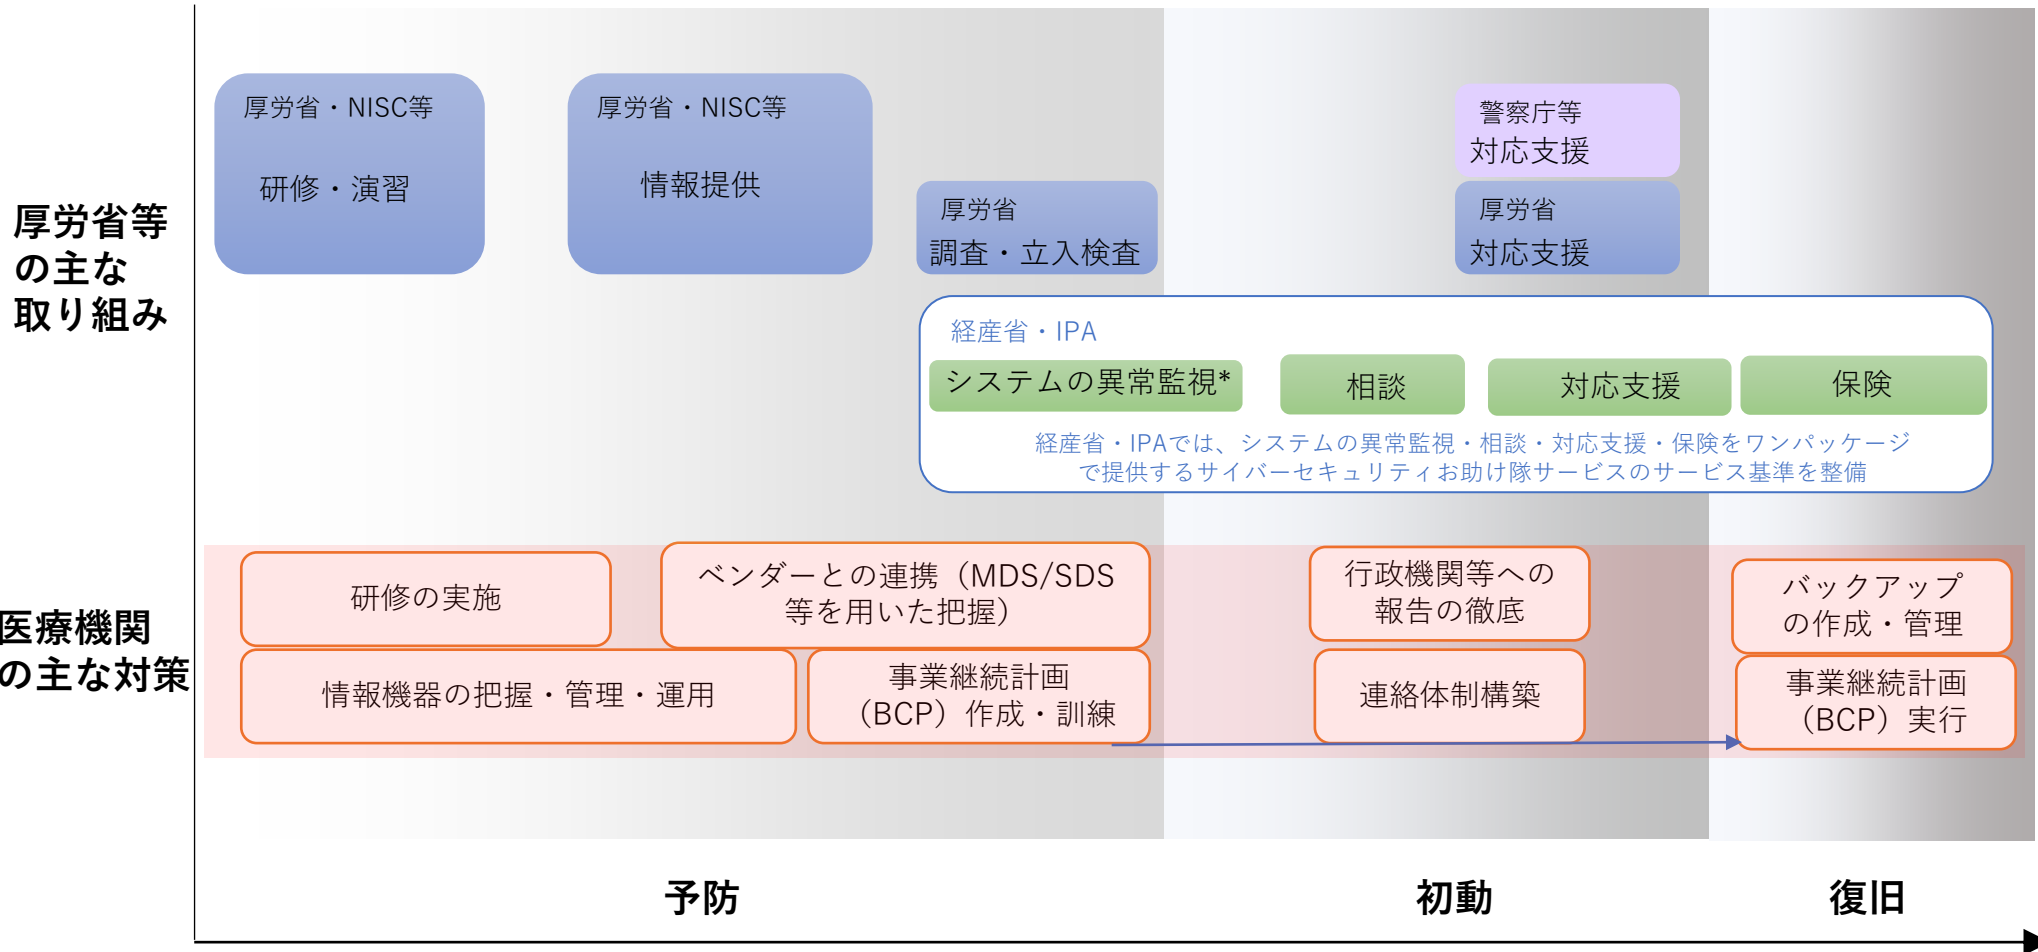 厚労省等
の主な
取り組み
厚労省・NISC等
研修・演習
厚労省・NISC等
情報提供
厚労省
調査・立入検査
警察庁等
対応支援
厚労省
対応支援
経産省・IPA
システムの異常監視*
相談
対応支援
保険
経産省・IPAでは、システムの異常監視・相談・対応支援・保険をワンパッケージ
で提供するサイバーセキュリティお助け隊サービスのサービス基準を整備
医療機関
の主な対策
研修の実施
ベンダーとの連携（MDS/SDS
等を用いた把握）
情報機器の把握・管理・運用
事業継続計画
（BCP）作成・訓練
行政機関等への
報告の徹底
連絡体制構築
バックアップ
の作成・管理
事業継続計画
（BCP）実行
予防
初動
復旧